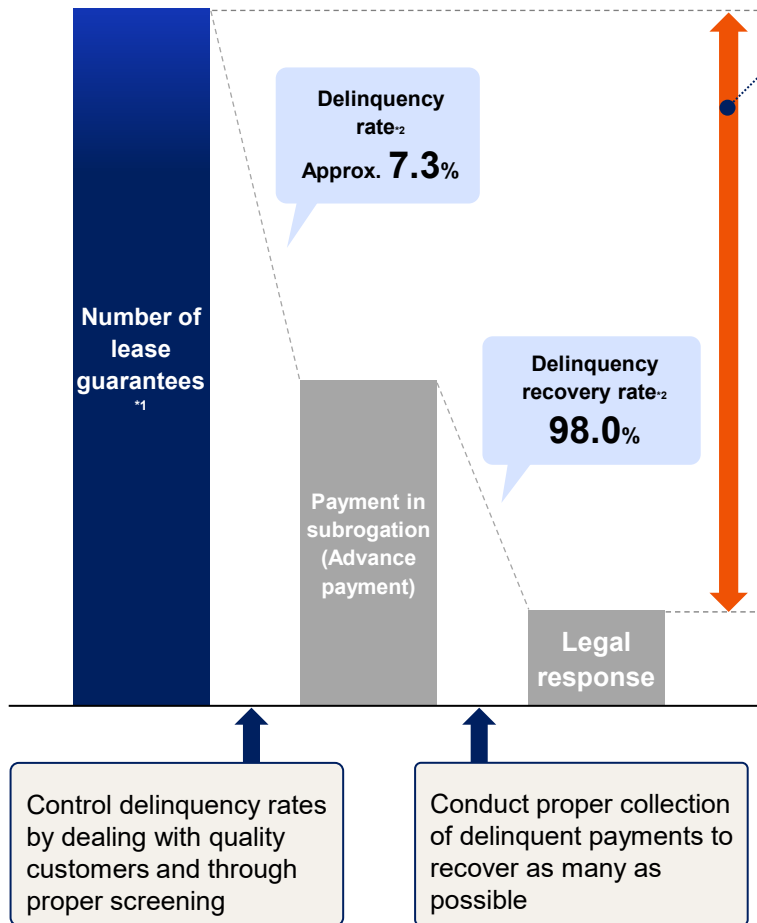 Delinquency
rate*2
Approx. 7.3%
Number of
lease
guarantees
*1
Delinquency
recovery rate*2
98.0%
Payment in
subrogation
(Advance
payment)
Legal
response
Control delinquency rates
by dealing with quality
customers and through
proper screening
Conduct proper collection
of delinquent payments to
recover as many as
possible